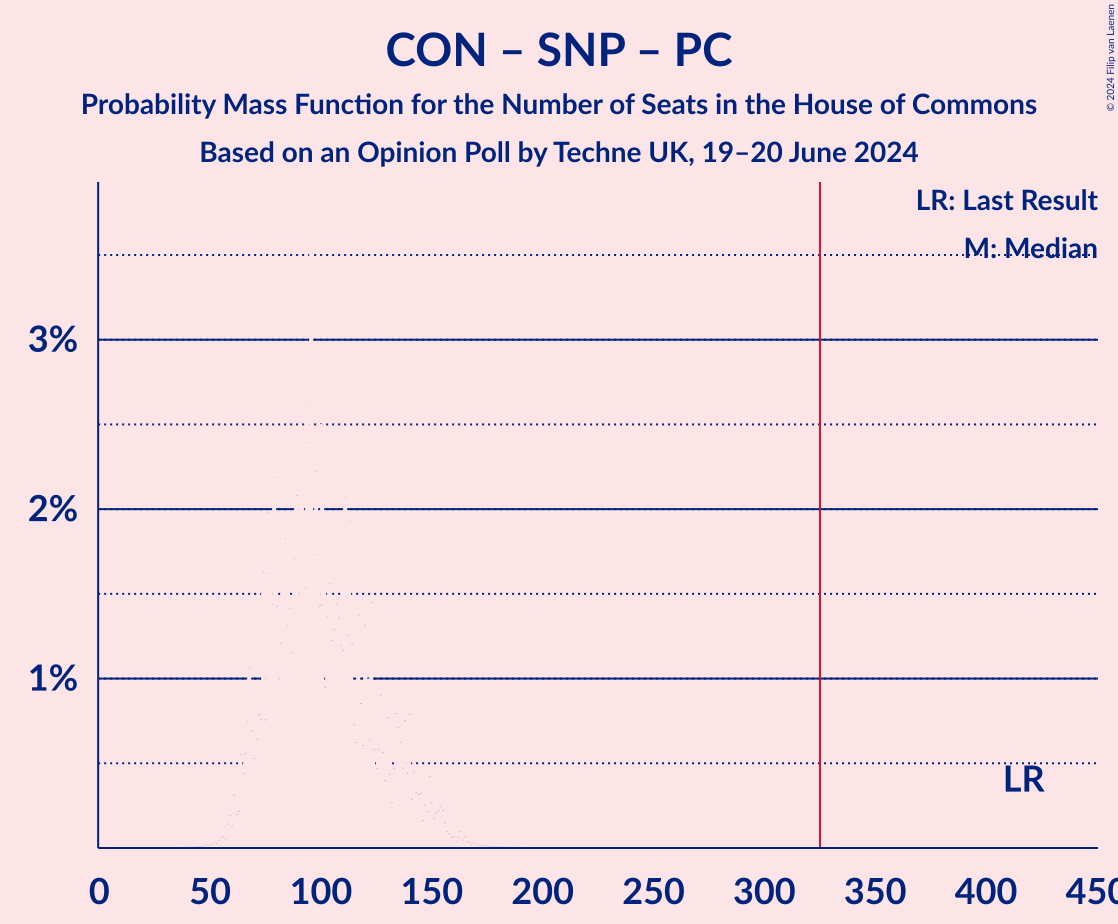 CON – SNP – PC
Probability Mass Function for the Number of Seats in the House of Commons
Based on an Opinion Poll by Techne UK, 19–20 June 2024
© 2024 Filip van Laenen
LR: Last Result
M: Median
3%
2%
1%
LR
0 50 100 150 200 250 300 350 400 450